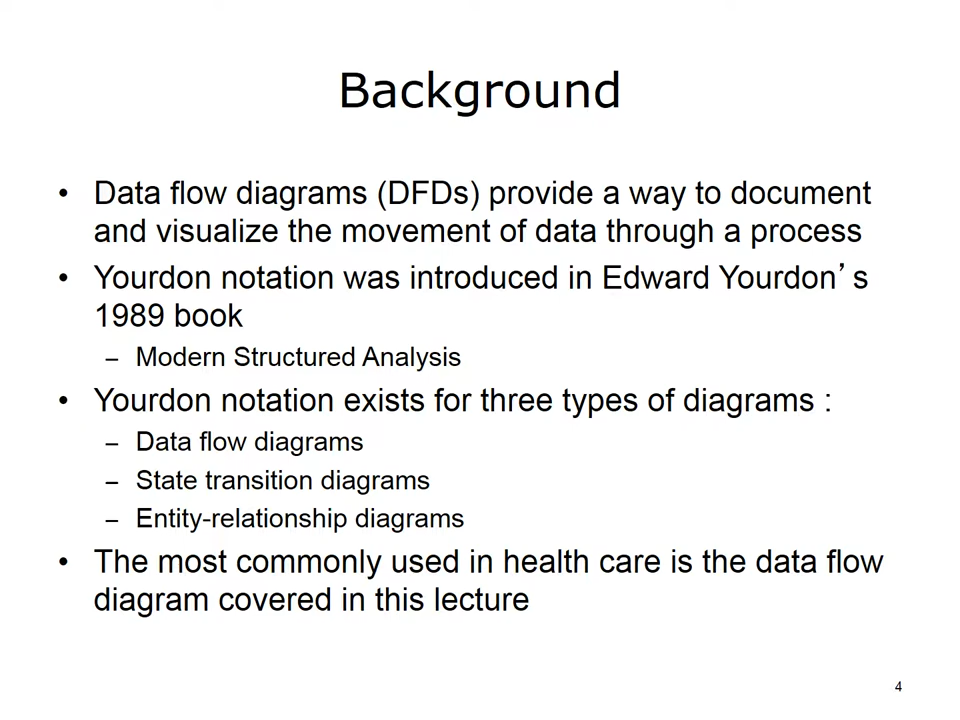 Background
• Data flow diagrams (DFDs) provide a way to document
and visualize the movement of data through a process
• Yourdon notation was introduced in Edward Yourdon’s
1989 book
– Modern Structured Analysis
• Yourdon notation exists for three types of diagrams :
– Data flow diagrams
– State transition diagrams
– Entity-relationship diagrams
• The most commonly used in health care is the data flow
diagram covered in this lecture
4